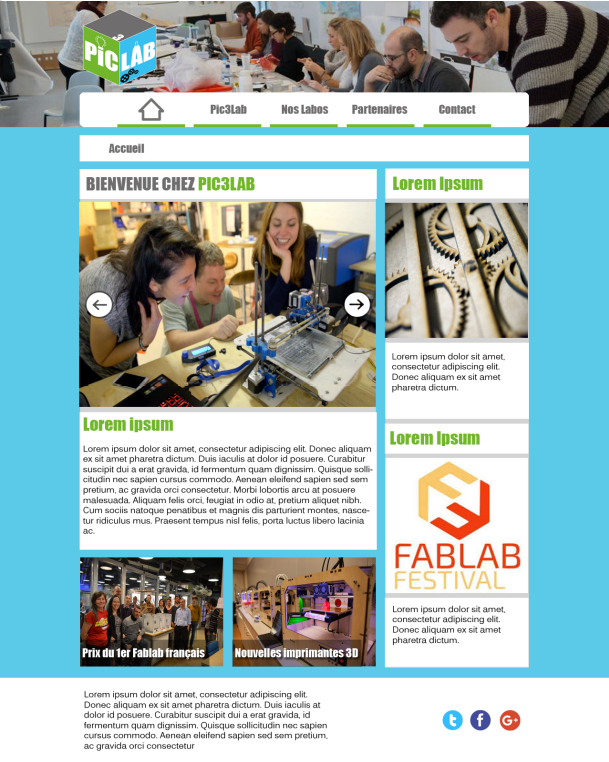 PiC
LAB
3
Pic3Lab
Nos Labos
Partenaires
Contact
Accueil
BIENVENUE CHEZ PIC3LAB
Lorem ipsum
Lorem ipsum dolor sit amet, consectetur adipiscing elit. Donec aliquam
ex sit amet pharetra dictum. Duis iaculis at dolor id posuere. Curabitur
suscipit dui a erat gravida, id fermentum quam dignissim. Quisque solli-
citudin nec sapien cursus commodo. Aenean eleifend sapien sed sem
pretium, ac gravida orci consectetur. Morbi lobortis arcu at posuere
malesuada. Aliquam felis orci, feugiat in odio at, pretium aliquet nibh.
Cum sociis natoque penatibus et magnis dis parturient montes, nasce-
tur ridiculus mus. Praesent tempus nisl felis, porta luctus libero lacinia
ac.
Prix du 1er Fablab français
Nouvelles imprimantes 3D
Lorem Ipsum
Lorem ipsum dolor sit amet,
consectetur adipiscing elit.
Donec aliquam ex sit amet
pharetra dictum.
Lorem Ipsum
FABLAB
FESTIVAL
Lorem ipsum dolor sit amet,
consectetur adipiscing elit.
Donec aliquam ex sit amet
pharetra dictum.
Lorem ipsum dolor sit amet, consectetur adipiscing elit.
Donec aliquam ex sit amet pharetra dictum. Duis iaculis at
dolor id posuere. Curabitur suscipit dui a erat gravida, id
fermentum quam dignissim. Quisque sollicitudin nec sapien
cursus commodo. Aenean eleifend sapien sed sem pretium,
ac gravida orci consectetur
t
f
G+